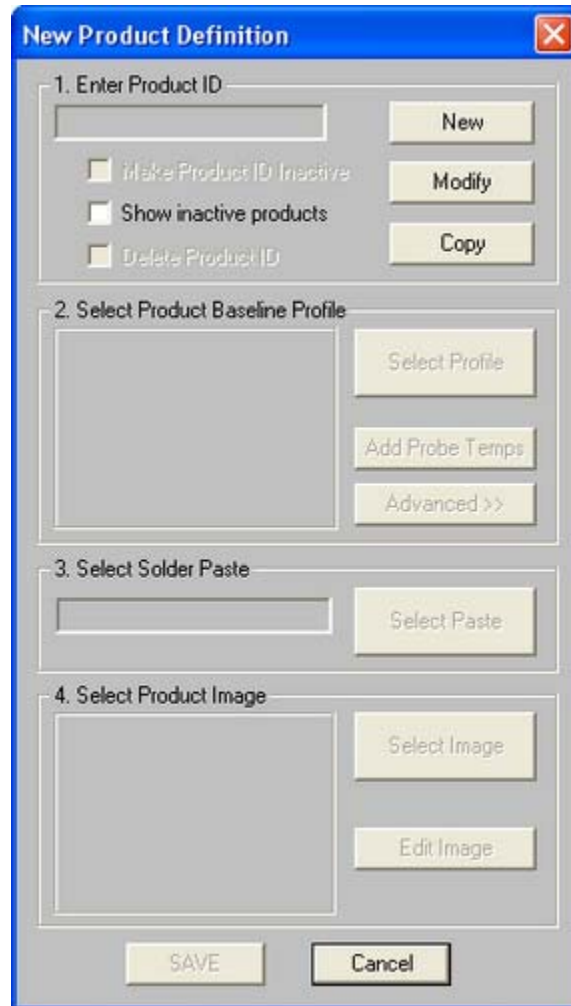 New Product Definition
1. Enter Product ID
New
Make Product ID Inactive
Modify
Show inactive products
Copy
Delete Product ID
2. Select Product Baseline Profile
Select Profile
Add Probe Temps
Advanced >>
3. Select Solder Paste
Select Paste
4. Select Product Image
Select Image
Edit Image
SAVE
Cancel